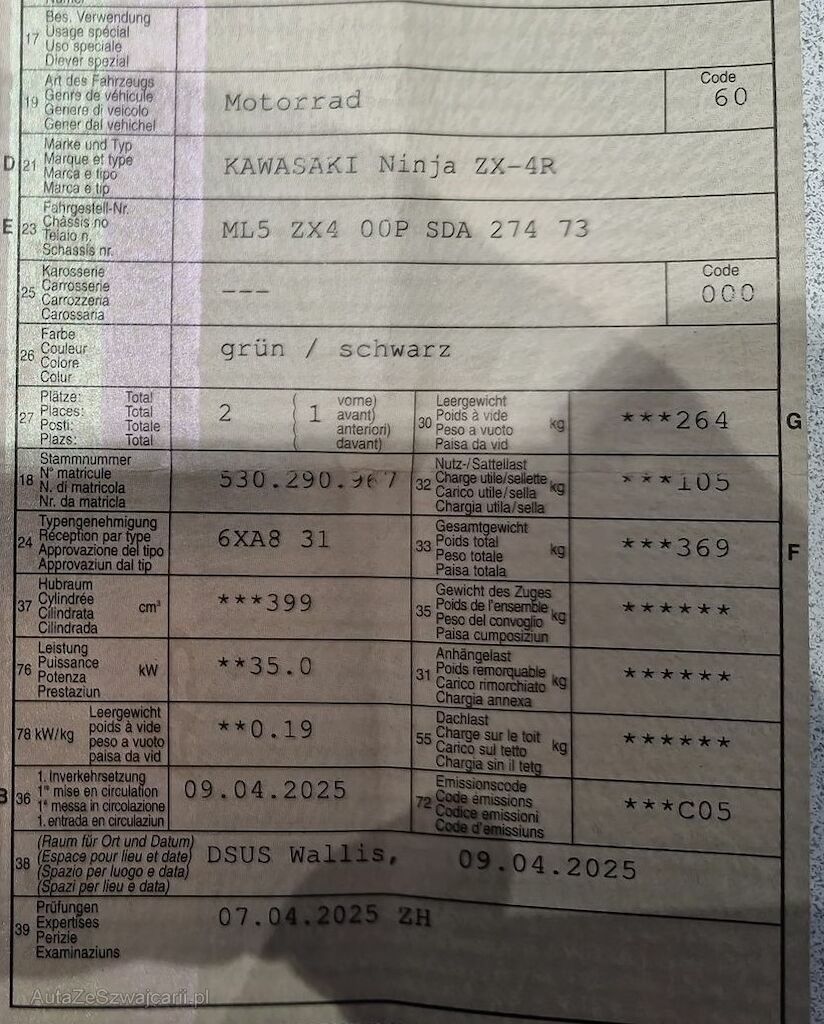 17 Bes. Verwendung
Usage spécial
Uso speciale
Diever spezial
19 Art des Fahrzeugs
Genre de véhicule
Genere di veicolo
Gener dal vehichel
Motorrad
Code
60
D 21 Marke und Typ
Marque et type
Marca e tipo
Marca e tip
KAWASAKI Ninja ZX-4R
E 23 Fahrgestell-Nr.
Châssis no
Telaio n.
Schassis nr.
ML5 ZX4 00P SDA 274 73
25 Karosserie
Carrosserie
Carrozzeria
Carossaria
---
Code
000
26 Farbe
Couleur
Colore
Colur
grün / schwarz
27 Plätze: Total
Places: Total
Posti: Totale
Plazs: Total
2
( 1 vorne)
avant)
anteriori)
davant)
30 Leergewicht
Poids à vide
Peso a vuoto
Paisa da vid
kg
***264
G
18 Stammnummer
N° matricule
N. di matricola
Nr. da matricla
530.290.967
32 Nutz-/Sattellast
Charge utile/sellette
Carico utile/sella
Chargia utila/sella
kg
***105
24 Typengenehmigung
Réception par type
Approvazione del tipo
Approvaziun dal tip
6XA8 31
33 Gesamtgewicht
Poids total
Peso totale
Paisa totala
kg
***369
F
37 Hubraum
Cylindrée
Cilindrata
Cilindrada
cm³
***399
35 Gewicht des Zuges
Poids de l'ensemble
Peso del convoglio
Paisa cumposiziun
kg
******
76 Leistung
Puissance
Potenza
Prestaziun
kW
**35.0
31 Anhängelast
Poids remorquable
Carico rimorchiato
Chargia annexa
kg
******
78 kW/kg Leergewicht
poids à vide
peso a vuoto
paisa da vid
**0.19
55 Dachlast
Charge sur le toit
Carico sul tetto
Chargia sin il tetg
kg
******
B 36 1. Inverkehrsetzung
1re mise en circulation
1a messa in circolazione
1. entrada en circulaziun
09.04.2025
72 Emissionscode
Code émissions
Codice emissioni
Code d'emissiuns
***C05
38 (Raum für Ort und Datum)
(Espace pour lieu et date)
(Spazio per luogo e data)
(Spazi per lieu e data)
DSUS Wallis, 09.04.2025
39 Prüfungen
Expertises
Perizie
Examinaziuns
07.04.2025 ZH
AutaZeSzwajcarii.pl